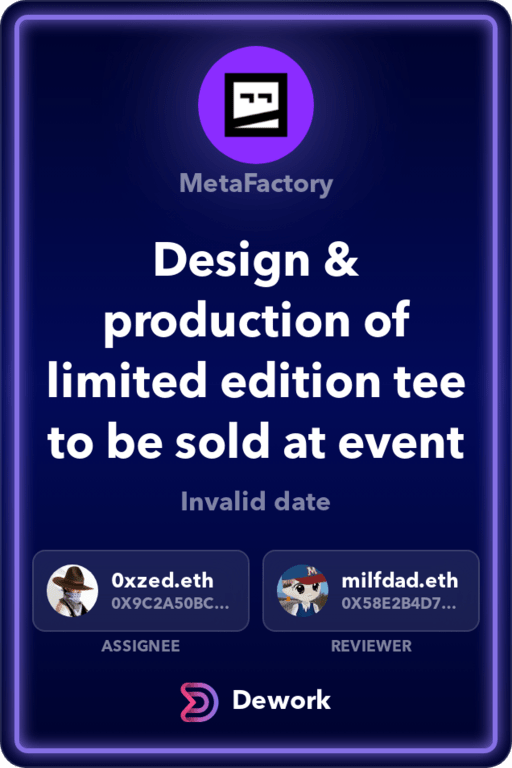 MetaFactory
Design &
production of
limited edition tee
to be sold at event
Invalid date
0xzed.eth
0X9C2A50BC...
milfdad.eth
0X58E2B4D7...
ASSIGNEE
REVIEWER
Dework